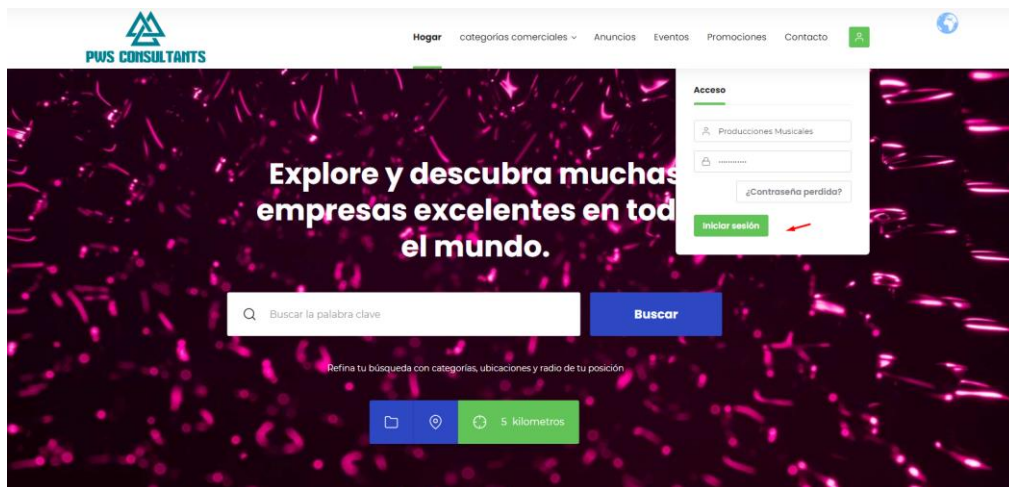 PWS CONSULTANTS
Hogar categorías comerciales Anuncios Eventos Promociones Contacto
Acceso
Producciones Musicales
............
¿Contraseña perdida?
Iniciar sesión
Explore y descubra muchas
empresas excelentes en tod
el mundo.
Buscar la palabra clave
Buscar
Refina tu búsqueda con categorías, ubicaciones y radio de tu posición
5 kilometros